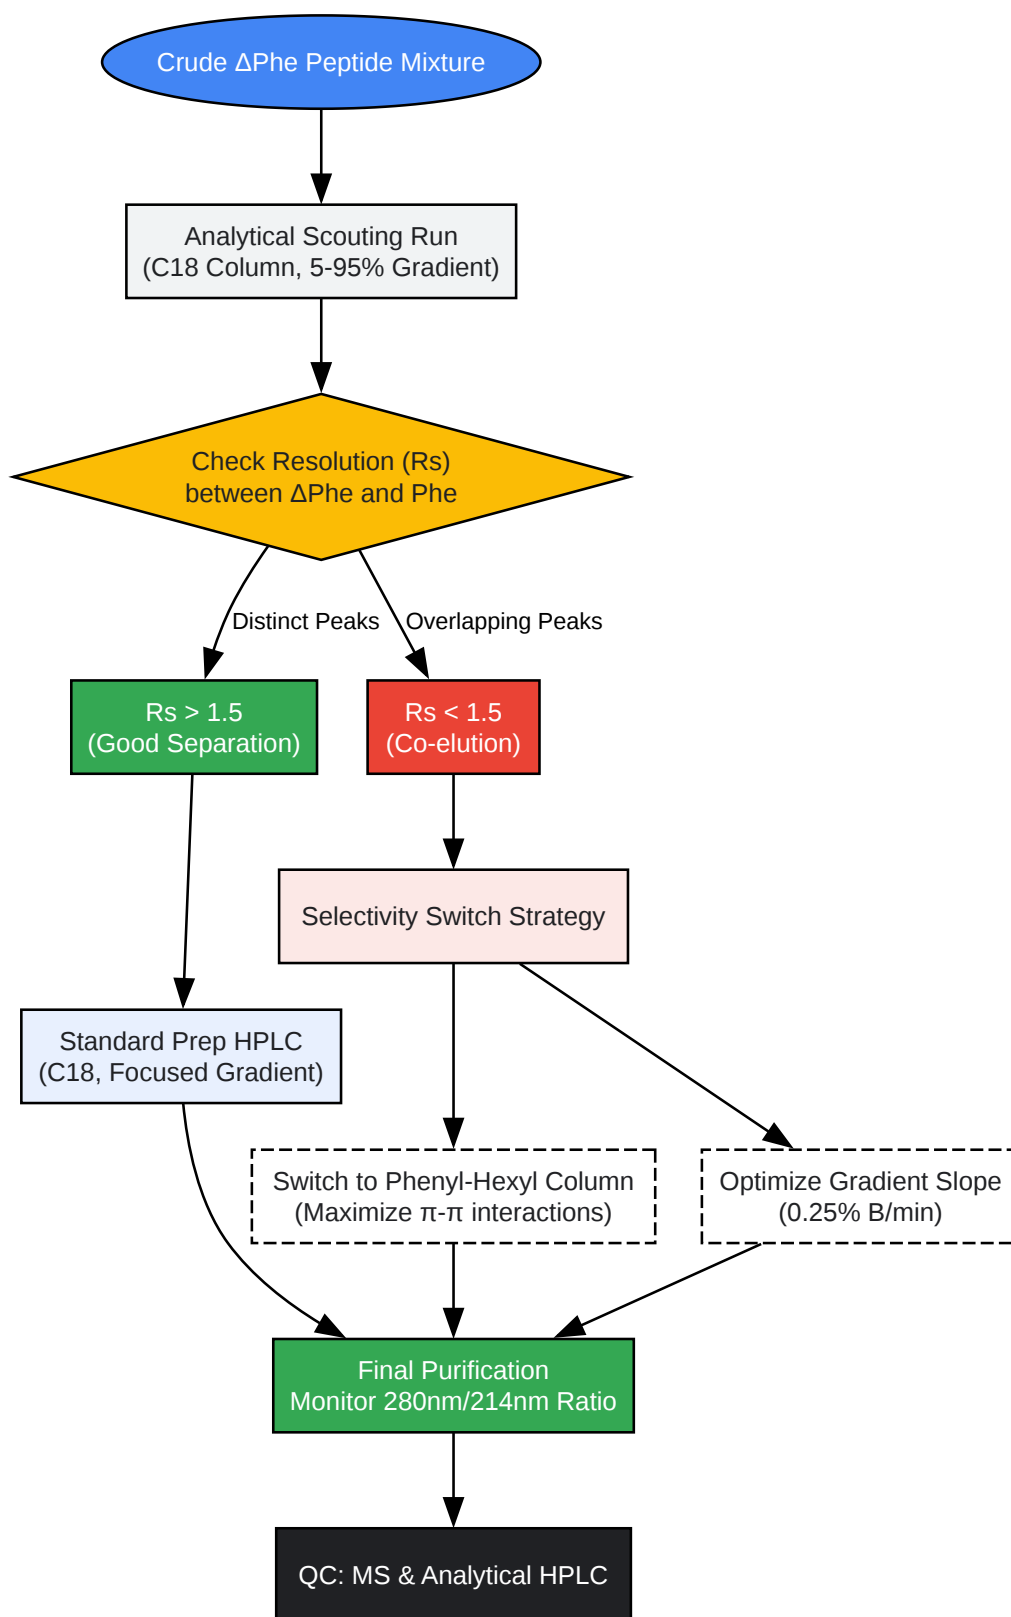 Crude ΔPhe Peptide Mixture
Analytical Scouting Run
(C18 Column, 5-95% Gradient)
Check Resolution (Rs)
between ΔPhe and Phe
Distinct Peaks
Overlapping Peaks
Rs > 1.5
(Good Separation)
Rs < 1.5
(Co-elution)
Selectivity Switch Strategy
Standard Prep HPLC
(C18, Focused Gradient)
Switch to Phenyl-Hexyl Column
(Maximize π-π interactions)
Optimize Gradient Slope
(0.25% B/min)
Final Purification
Monitor 280nm/214nm Ratio
QC: MS & Analytical HPLC